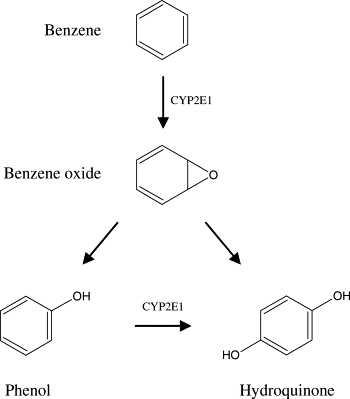 Benzene
CYP2E1
Benzene oxide
O
OH
CYP2E1
OH
HO
Phenol
Hydroquinone